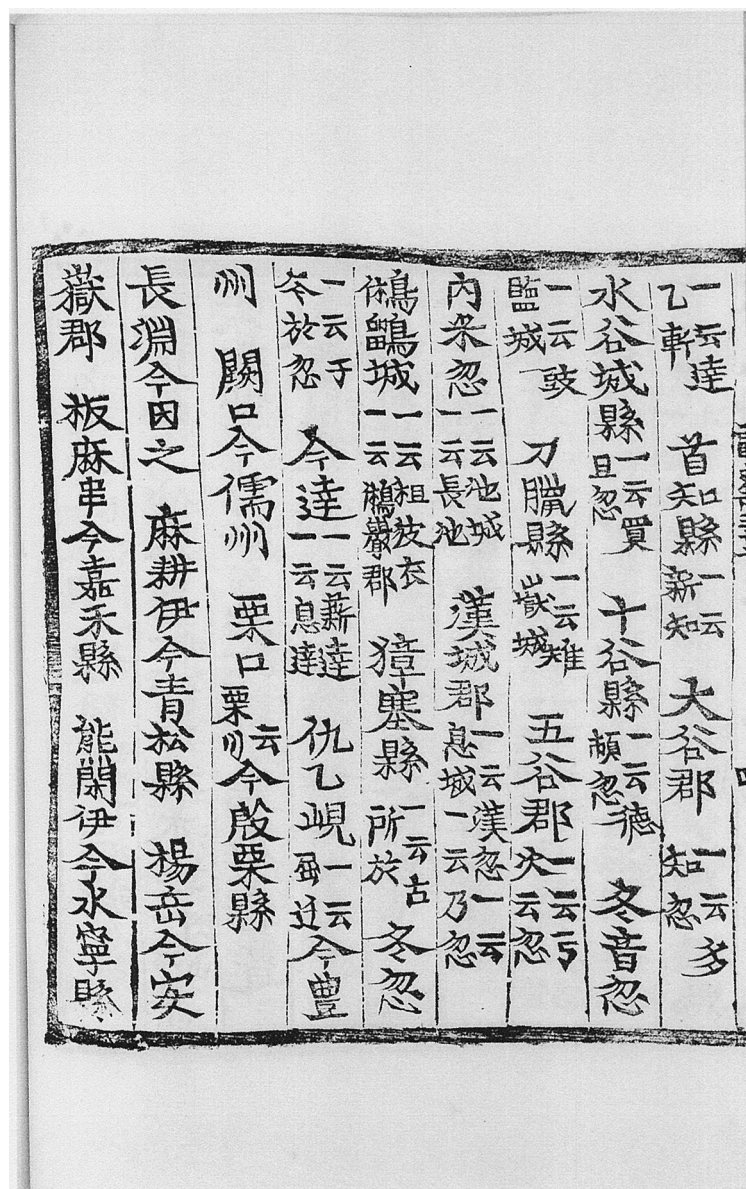 一云達乙斬 首知縣一云新知 大谷郡一云多知忽
水谷城縣一云買旦忽 十谷縣一云德頓忽 冬音忽
一云豉塩城 刀臘縣一云雉嶽城 五谷郡一云亐次云忽
內米忽一云池城一云長池 漢城郡一云漢忽一云息城一云乃忽
鵂鶹城一云租波衣一云鵂巖郡 獐塞縣一云古所於 冬忽
一云于冬於忽 今達一云薪達一云息達 仇乙峴一云屈迁今豊
州 闕口今儒州 栗口一云栗川今殷栗縣
長淵今因之 麻耕伊今青松縣 楊岳今安
嶽郡 板麻串今嘉禾縣 熊閑伊今水寧縣